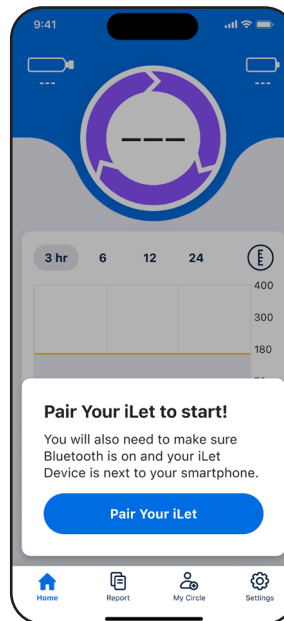 9:41
--- ---
---
3 hr 6 12 24
400
300
180
Pair Your iLet to start!
You will also need to make sure
Bluetooth is on and your iLet
Device is next to your smartphone.
Pair Your iLet
Home Report My Circle Settings